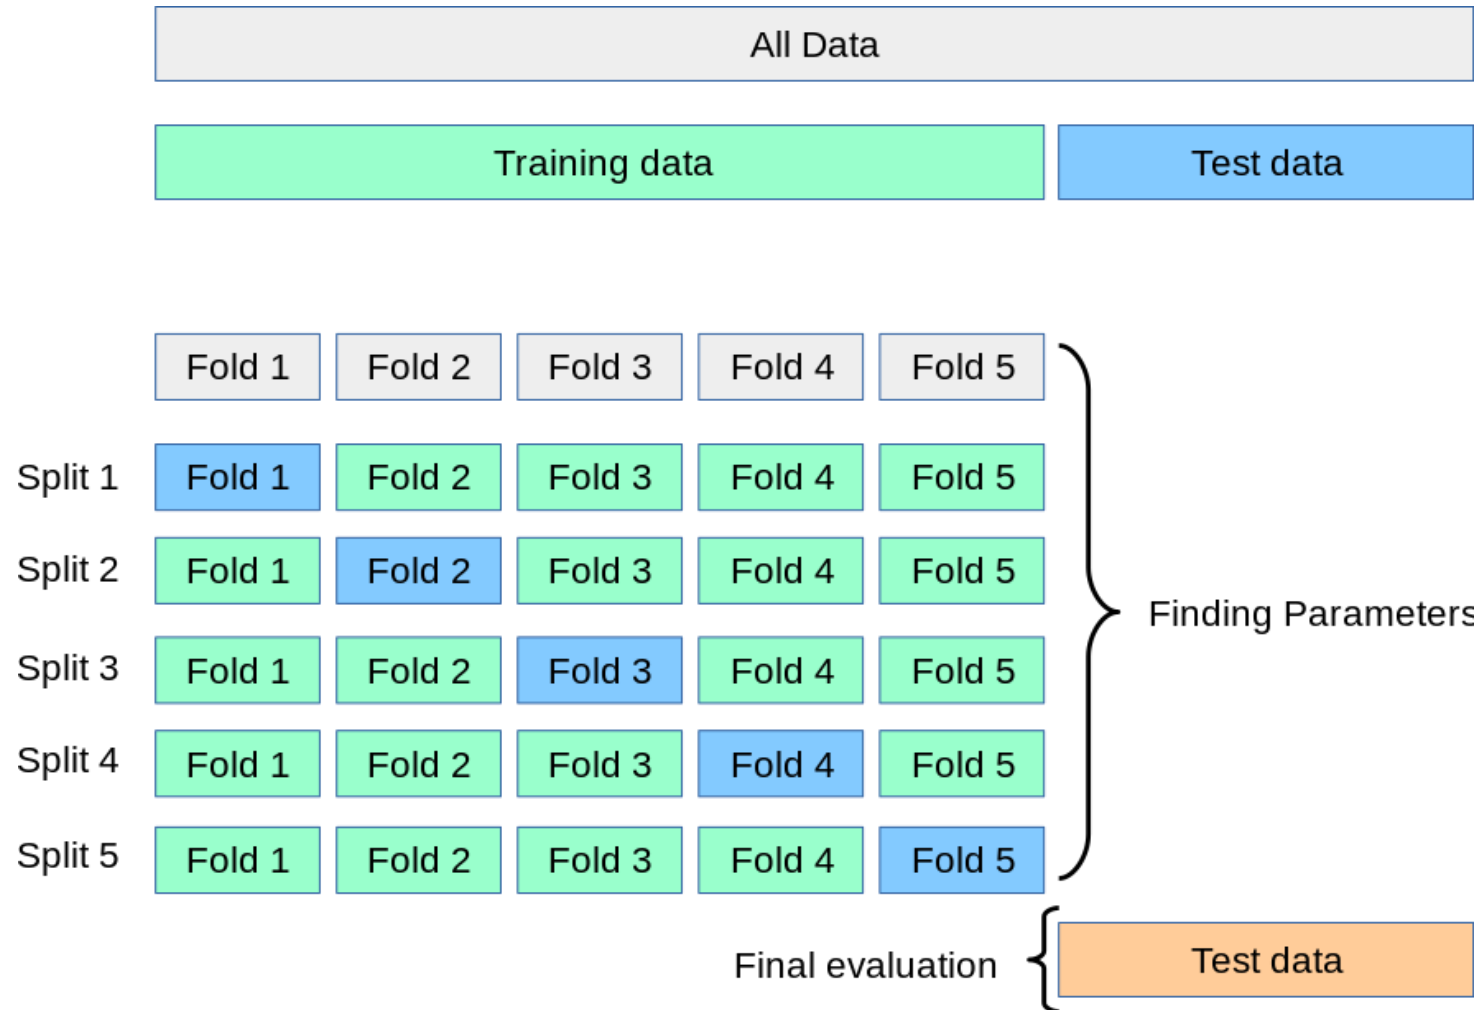 All Data
Training data Test data
Fold 1 Fold 2 Fold 3 Fold 4 Fold 5
Split 1 Fold 1 Fold 2 Fold 3 Fold 4 Fold 5
Split 2 Fold 1 Fold 2 Fold 3 Fold 4 Fold 5
Finding Parameters
Split 3 Fold 1 Fold 2 Fold 3 Fold 4 Fold 5
Split 4 Fold 1 Fold 2 Fold 3 Fold 4 Fold 5
Split 5 Fold 1 Fold 2 Fold 3 Fold 4 Fold 5
Final evaluation Test data